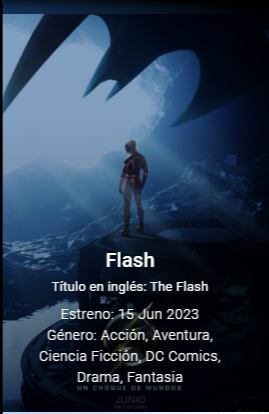 Flash
Título en inglés: The Flash
Estreno: 15 Jun 2023
Género: Acción, Aventura,
Ciencia Ficción, DC Comics,
Drama, Fantasia
UN CHOQUE DE MUNDOS
JUNIO